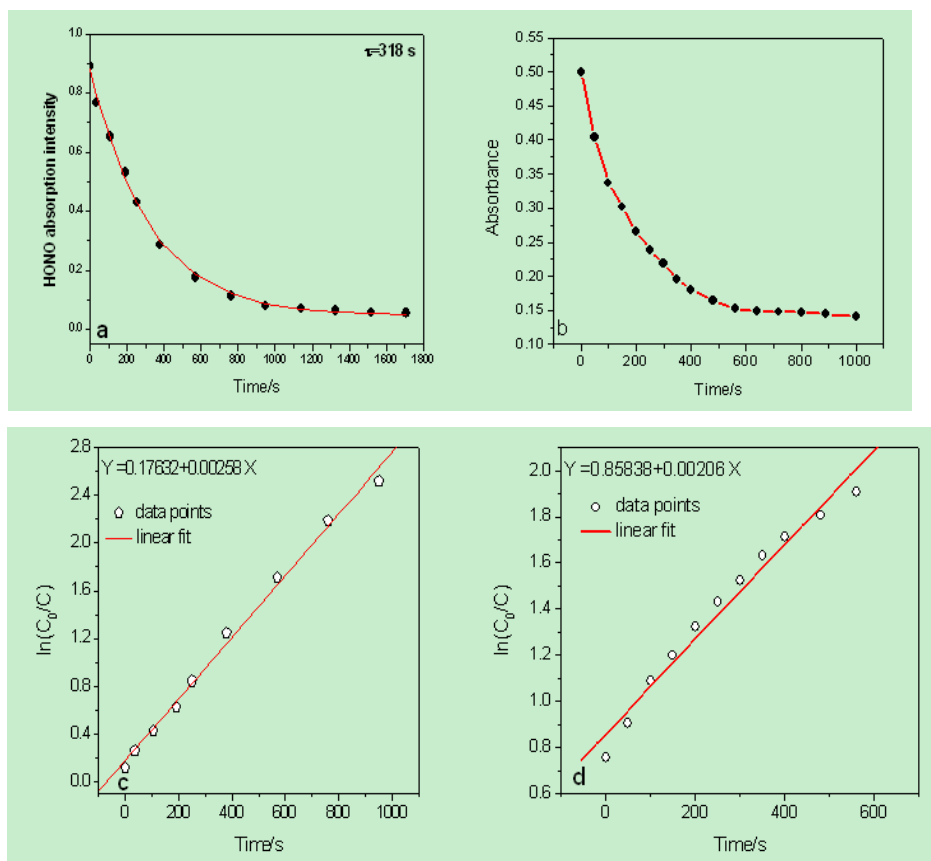 τ=318 s
HONO absorption intensity
1.0
0.8
0.6
0.4
0.2
0.0
a
0 200 400 600 800 1000 1200 1400 1600 1800
Time/s
Absorbance
0.55
0.50
0.45
0.40
0.35
0.30
0.25
0.20
0.15
0.10
b
0 200 400 600 800 1000
Time/s
Y =0.17632+0.00258 X
data points
linear fit
ln(C₀/C)
2.8
2.4
2.0
1.6
1.2
0.8
0.4
0.0
c
0 200 400 600 800 1000
Time/s
Y =0.85838+0.00206 X
data points
linear fit
ln(C₀/C)
2.0
1.8
1.6
1.4
1.2
1.0
0.8
0.6
d
0 200 400 600
Time/s